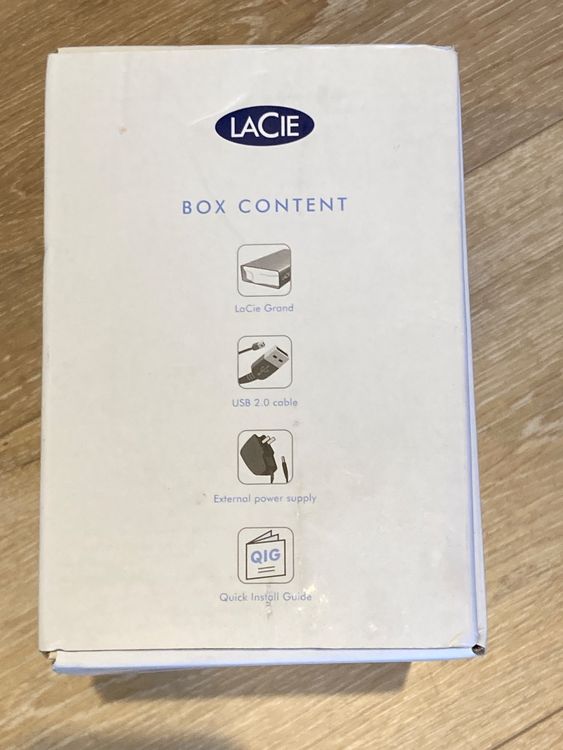 LACIE
BOX CONTENT
LaCie Grand
USB 2.0 cable
External power supply
QIG
Quick Install Guide